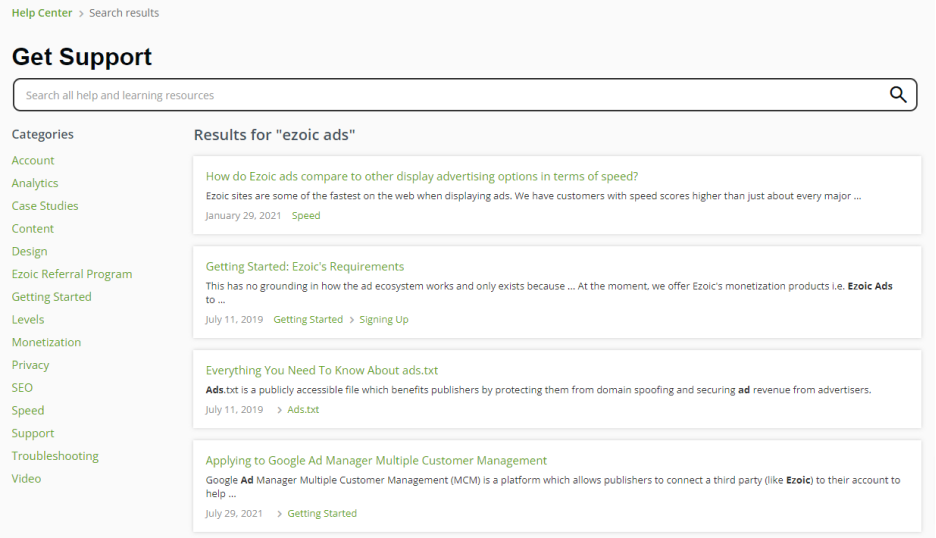 Help Center > Search results
Get Support
Search all help and learning resources
Categories
Account
Analytics
Case Studies
Content
Design
Ezoic Referral Program
Getting Started
Levels
Monetization
Privacy
SEO
Speed
Support
Troubleshooting
Video
Results for "ezoic ads"
How do Ezoic ads compare to other display advertising options in terms of speed?
Ezoic sites are some of the fastest on the web when displaying ads. We have customers with speed scores higher than just about every major ...
January 29, 2021 Speed
Getting Started: Ezoic's Requirements
This has no grounding in how the ad ecosystem works and only exists because ... At the moment, we offer Ezoic's monetization products i.e. Ezoic Ads
to ...
July 11, 2019 Getting Started > Signing Up
Everything You Need To Know About ads.txt
Ads.txt is a publicly accessible file which benefits publishers by protecting them from domain spoofing and securing ad revenue from advertisers.
July 11, 2019 > Ads.txt
Applying to Google Ad Manager Multiple Customer Management
Google Ad Manager Multiple Customer Management (MCM) is a platform which allows publishers to connect a third party (like Ezoic) to their account to
help ...
July 29, 2021 > Getting Started